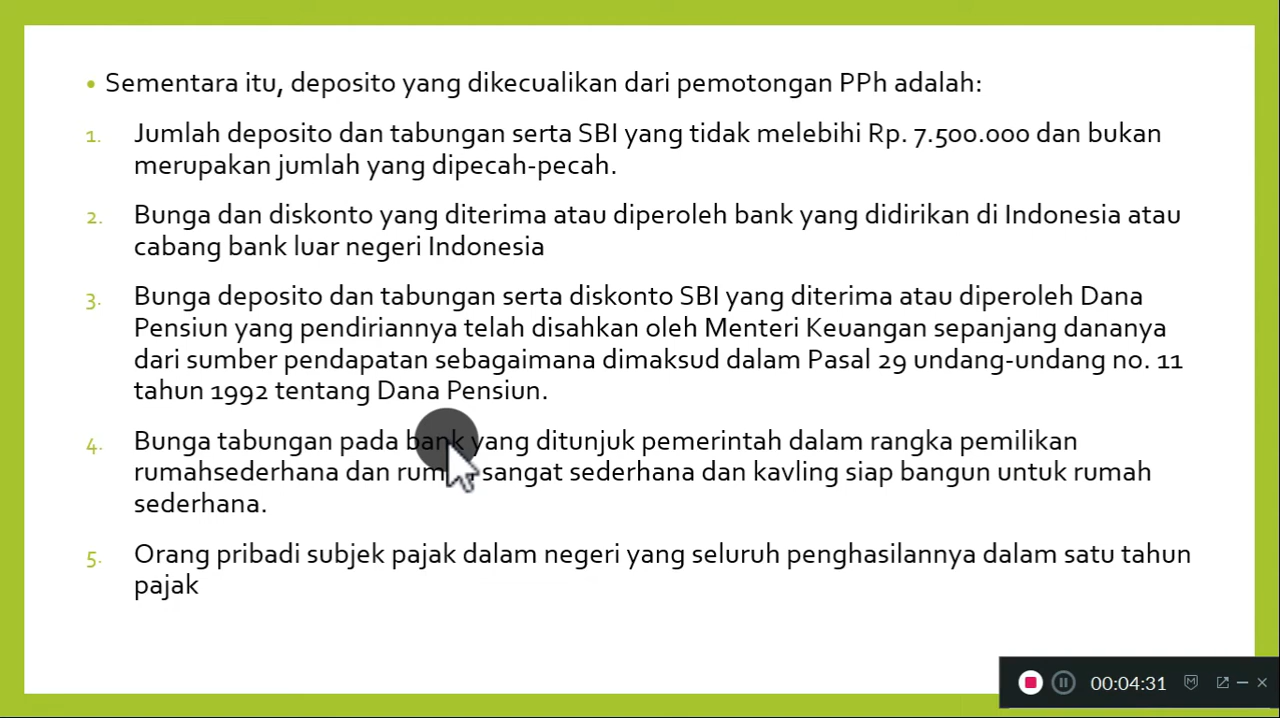 • Sementara itu, deposito yang dikecualikan dari pemotongan PPh adalah:
1. Jumlah deposito dan tabungan serta SBI yang tidak melebihi Rp. 7.500.000 dan bukan
merupakan jumlah yang dipecah-pecah.
2. Bunga dan diskonto yang diterima atau diperoleh bank yang didirikan di Indonesia atau
cabang bank luar negeri Indonesia
3. Bunga deposito dan tabungan serta diskonto SBI yang diterima atau diperoleh Dana
Pensiun yang pendiriannya telah disahkan oleh Menteri Keuangan sepanjang dananya
dari sumber pendapatan sebagaimana dimaksud dalam Pasal 29 undang-undang no. 11
tahun 1992 tentang Dana Pensiun.
4. Bunga tabungan pada bank yang ditunjuk pemerintah dalam rangka pemilikan
rumahsederhana dan rumah sangat sederhana dan kavling siap bangun untuk rumah
sederhana.
5. Orang pribadi subjek pajak dalam negeri yang seluruh penghasilannya dalam satu tahun
pajak
00:04:31